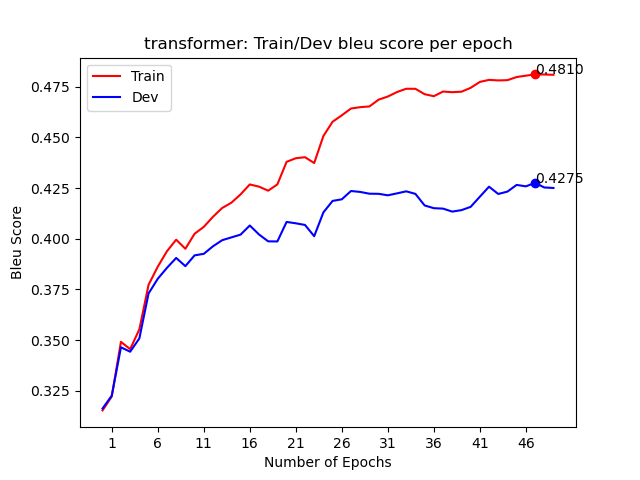 transformer: Train/Dev bleu score per epoch
Train
Dev
0.4810
0.4275
Bleu Score
0.475
0.450
0.425
0.400
0.375
0.350
0.325
1 6 11 16 21 26 31 36 41 46
Number of Epochs